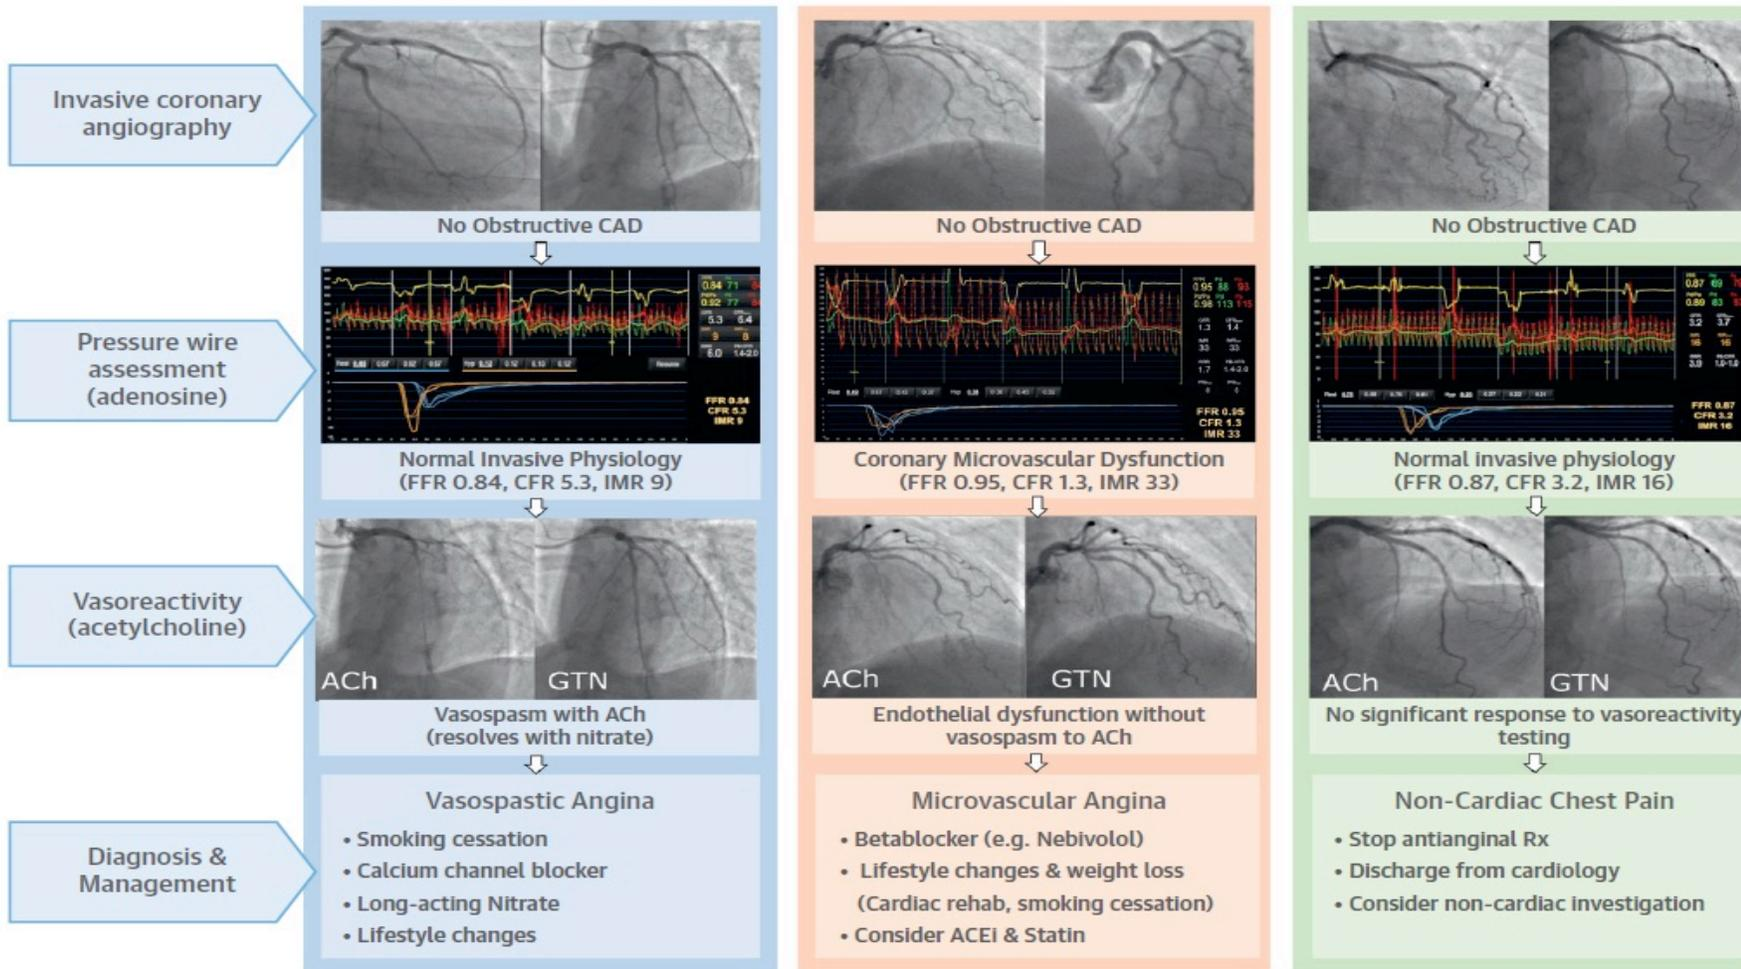 Invasive coronary
angiography
No Obstructive CAD
No Obstructive CAD
No Obstructive CAD
Pressure wire
assessment
(adenosine)
FFR 0.84
CFR 5.3
IMR 9
FFR 0.95
CFR 1.3
IMR 33
FFR 0.87
CFR 3.2
IMR 16
Normal Invasive Physiology
(FFR 0.84, CFR 5.3, IMR 9)
Coronary Microvascular Dysfunction
(FFR 0.95, CFR 1.3, IMR 33)
Normal invasive physiology
(FFR 0.87, CFR 3.2, IMR 16)
Vasoreactivity
(acetylcholine)
ACh GTN
ACh GTN
ACh GTN
Vasospasm with ACh
(resolves with nitrate)
Endothelial dysfunction without
vasospasm to ACh
No significant response to vasoreactivity
testing
Diagnosis &
Management
Vasospastic Angina
• Smoking cessation
• Calcium channel blocker
• Long-acting Nitrate
• Lifestyle changes
Microvascular Angina
• Betablocker (e.g. Nebivolol)
• Lifestyle changes & weight loss
(Cardiac rehab, smoking cessation)
• Consider ACEi & Statin
Non-Cardiac Chest Pain
• Stop antianginal Rx
• Discharge from cardiology
• Consider non-cardiac investigation